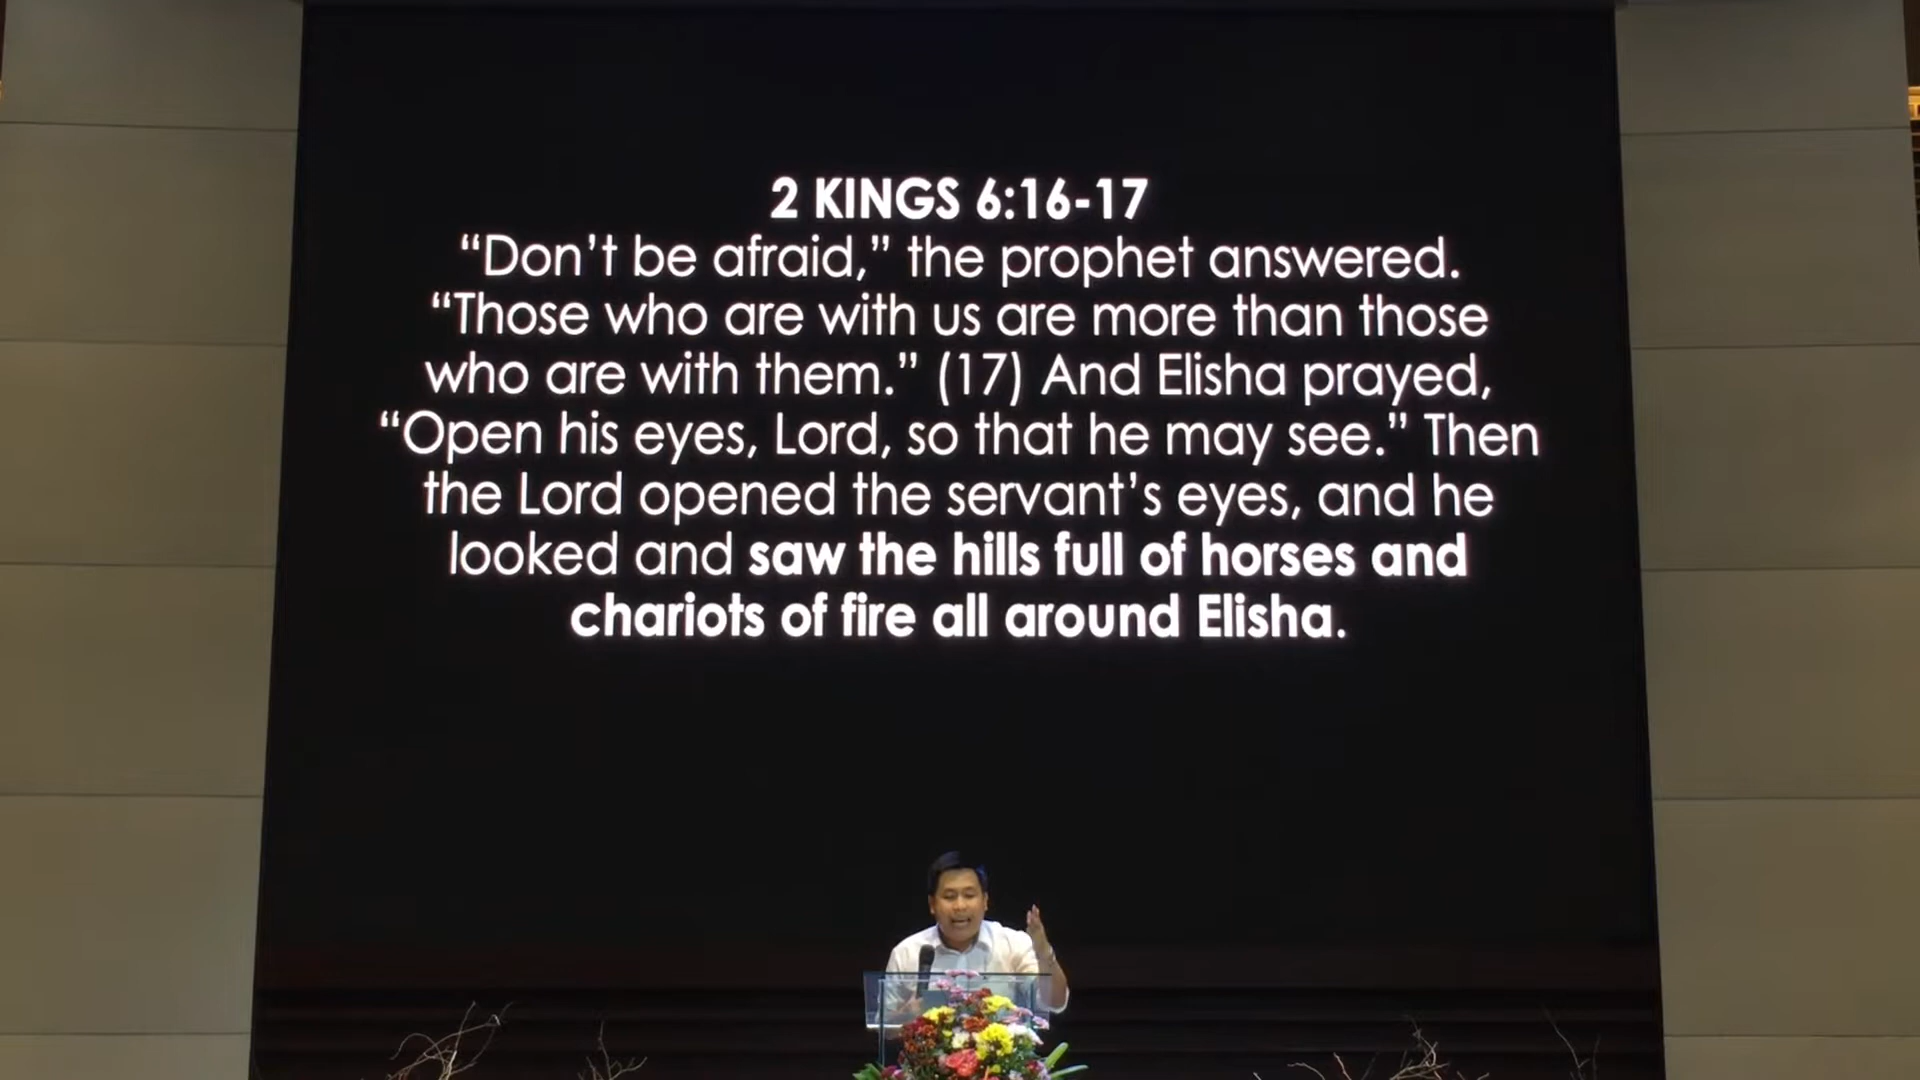 2 KINGS 6:16-17
“Don’t be afraid,” the prophet answered.
“Those who are with us are more than those
who are with them.” (17) And Elisha prayed,
“Open his eyes, Lord, so that he may see.” Then
the Lord opened the servant’s eyes, and he
looked and saw the hills full of horses and
chariots of fire all around Elisha.